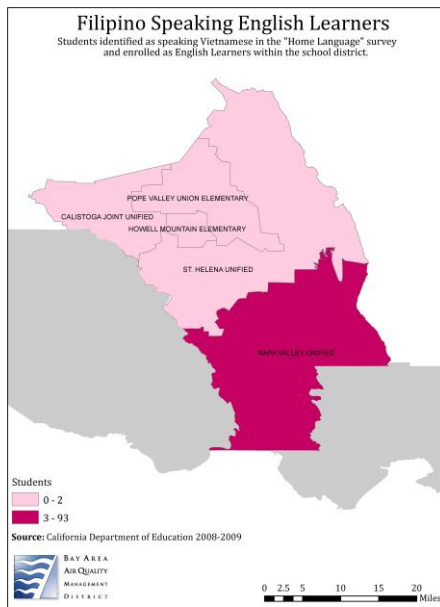 Filipino Speaking English Learners
Students identified as speaking Vietnamese in the "Home Language" survey
and enrolled as English Learners within the school district.
POPE VALLEY UNION ELEMENTARY
CALISTOGA JOINT UNIFIED
HOWELL MOUNTAIN ELEMENTARY
ST. HELENA UNIFIED
NAPA VALLEY UNIFIED
Students
0 - 2
3 - 93
Source: California Department of Education 2008-2009
BAY AREA
AIR QUALITY
MANAGEMENT
DISTRICT
0 2.5 5 10 15 20
Miles